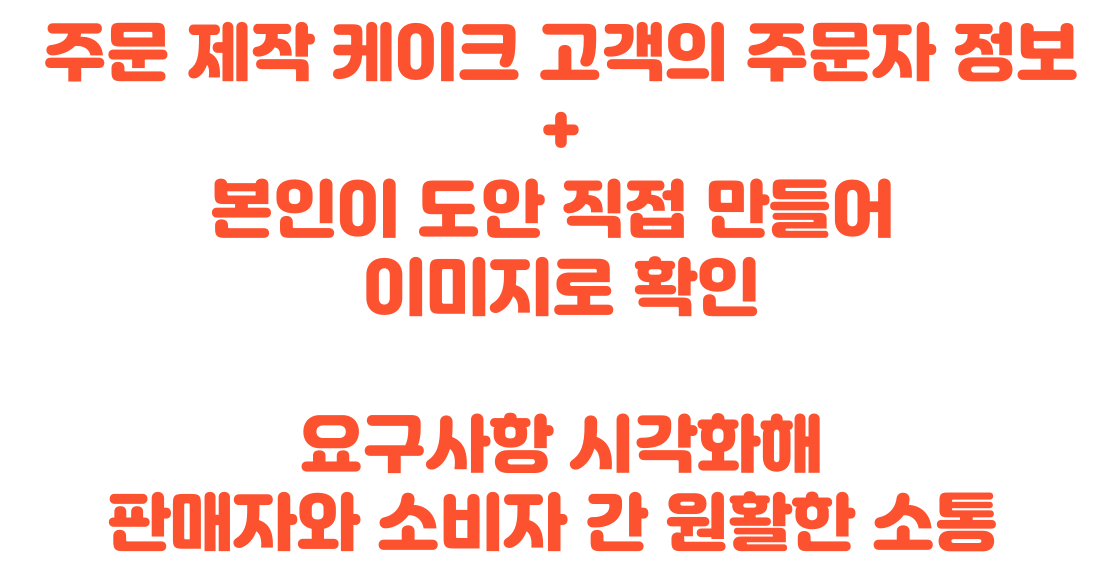 주문 제작 케이크 고객의 주문자 정보
+
본인이 도안 직접 만들어
이미지로 확인
요구사항 시각화해
판매자와 소비자 간 원활한 소통